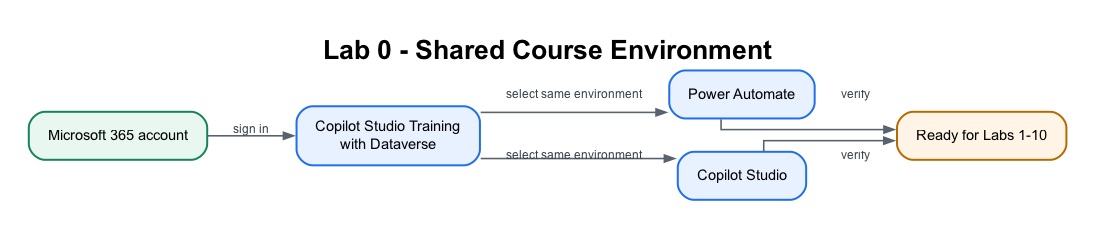 Lab 0 - Shared Course Environment
Microsoft 365 account
sign in
Copilot Studio Training
with Dataverse
select same environment
select same environment
Power Automate
Copilot Studio
verify
verify
Ready for Labs 1-10